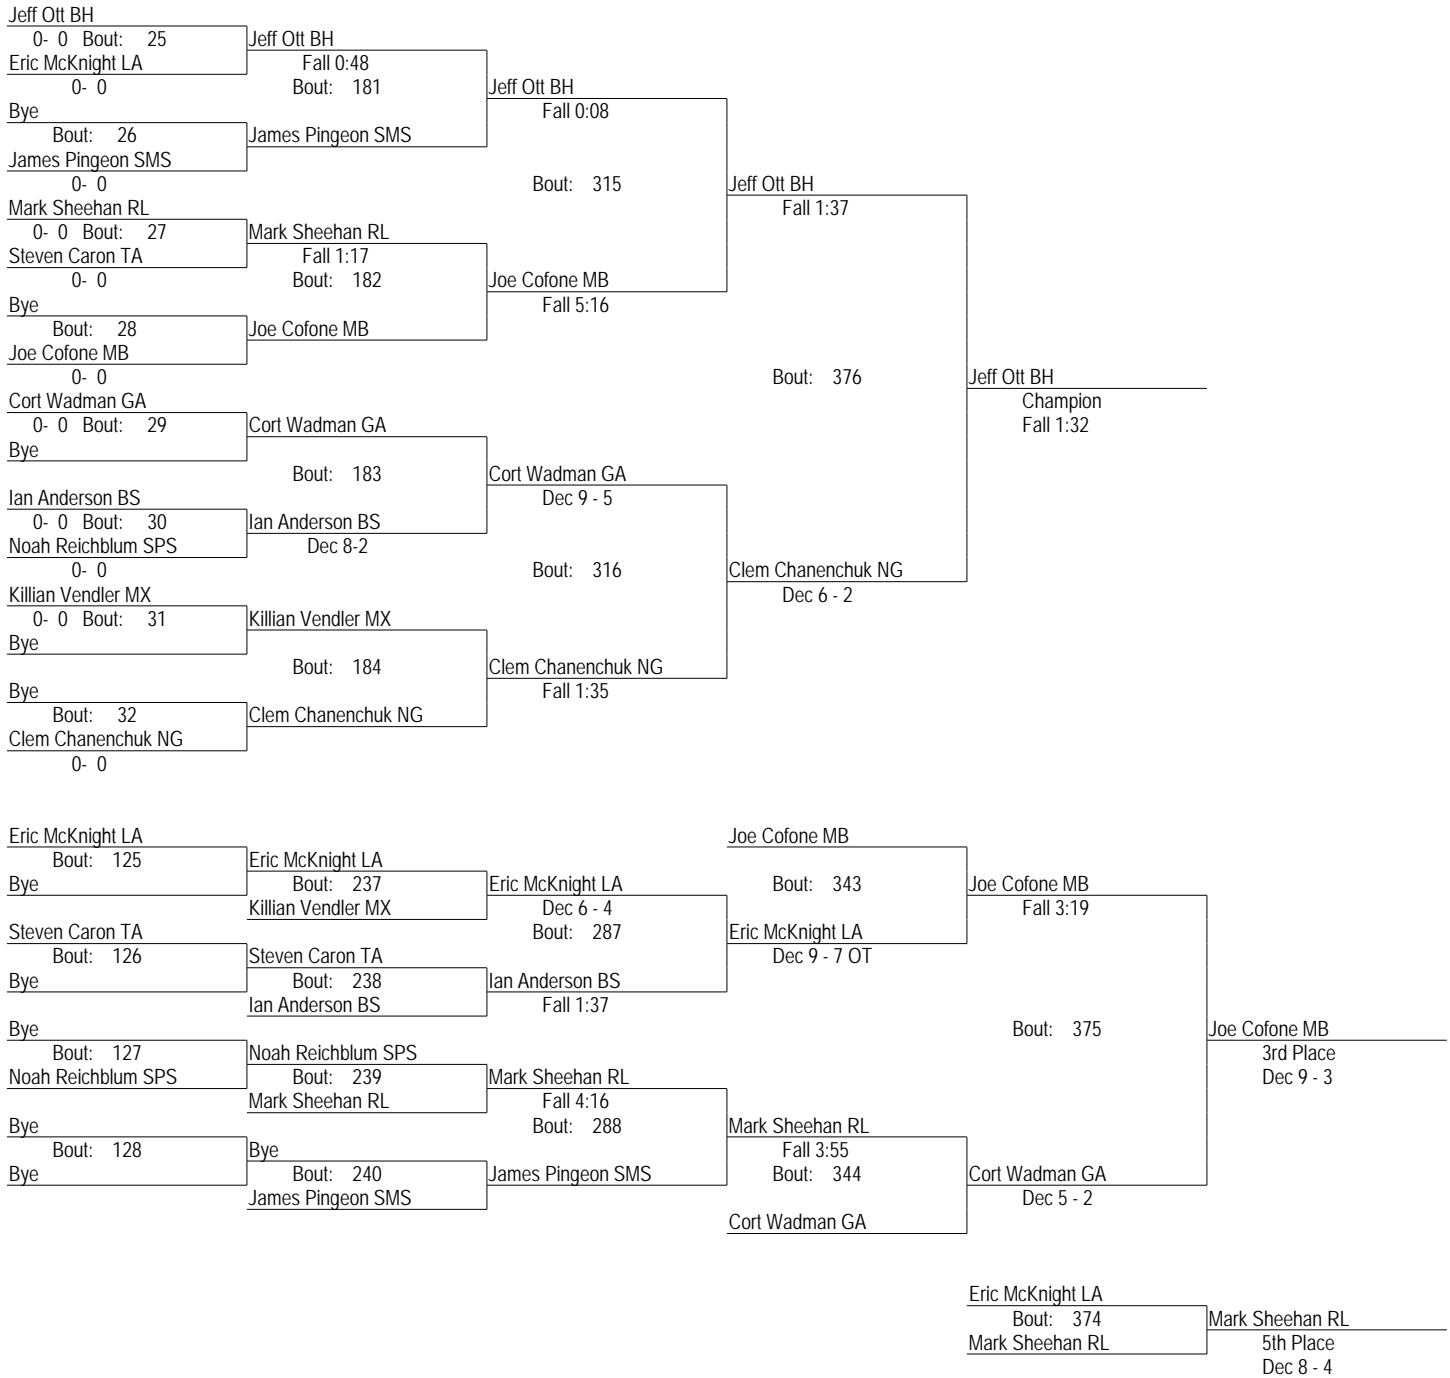 Jeff Ott BH
0- 0 Bout: 25 Jeff Ott BH
Eric McKnight LA Fall 0:48
0- 0 Bout: 181 Jeff Ott BH
Bye Fall 0:08
Bout: 26 James Pingeon SMS
James Pingeon SMS
0- 0 Bout: 315 Jeff Ott BH
Mark Sheehan RL Fall 1:37
0- 0 Bout: 27 Mark Sheehan RL
Steven Caron TA Fall 1:17
0- 0 Bout: 182 Joe Cofone MB
Bye Fall 5:16
Bout: 28 Joe Cofone MB
Joe Cofone MB
0- 0 Bout: 376 Jeff Ott BH
Cort Wadman GA Champion
0- 0 Bout: 29 Cort Wadman GA Fall 1:32
Bye
Bout: 183 Cort Wadman GA
Ian Anderson BS Dec 9 - 5
0- 0 Bout: 30 Ian Anderson BS
Noah Reichblum SPS Dec 8-2
0- 0 Bout: 316 Clem Chanenchuk NG
Killian Vendler MX Dec 6 - 2
0- 0 Bout: 31 Killian Vendler MX
Bye
Bout: 184 Clem Chanenchuk NG
Bye Fall 1:35
Bout: 32 Clem Chanenchuk NG
Clem Chanenchuk NG
0- 0
Eric McKnight LA Joe Cofone MB
Bout: 125 Eric McKnight LA
Bye Bout: 237 Eric McKnight LA Bout: 343 Joe Cofone MB
Killian Vendler MX Dec 6 - 4 Fall 3:19
Steven Caron TA Bout: 287 Eric McKnight LA
Bout: 126 Steven Caron TA Dec 9 - 7 OT
Bye Bout: 238 Ian Anderson BS
Ian Anderson BS Fall 1:37
Bye Bout: 375 Joe Cofone MB
Bout: 127 Noah Reichblum SPS 3rd Place
Noah Reichblum SPS Bout: 239 Mark Sheehan RL Dec 9 - 3
Mark Sheehan RL Fall 4:16
Bye Bout: 288 Mark Sheehan RL
Bout: 128 Bye Fall 3:55
Bye Bout: 240 James Pingeon SMS Bout: 344 Cort Wadman GA
James Pingeon SMS Dec 5 - 2
Cort Wadman GA
Eric McKnight LA
Bout: 374 Mark Sheehan RL
Mark Sheehan RL 5th Place
Dec 8 - 4